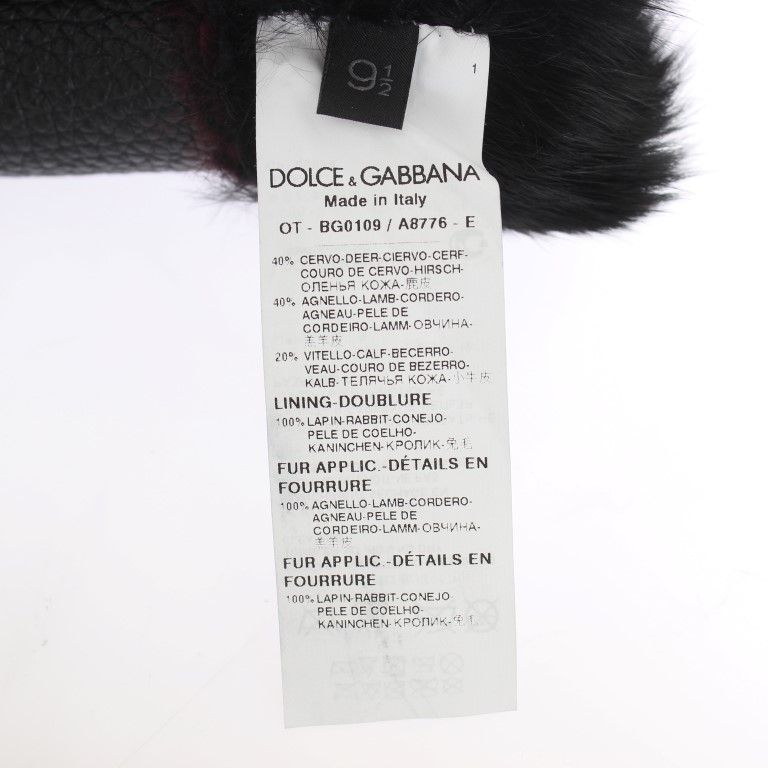 9½
1
DOLCE & GABBANA
Made in Italy
OT - BG0109 / A8776 - E
40% CERVO-DEER-CIERVO-CERF-
COURO DE CERVO-HIRSCH-
ОЛЕНЬЯ КОЖА-鹿皮
40% AGNELLO-LAMB-CORDERO-
AGNEAU-PELE DE
CORDEIRO-LAMM-ОВЧИНА-
羔羊皮
20% VITELLO-CALF-BECERRO-
VEAU-COURO DE BEZERRO-
KALB-ТЕЛЯЧЬЯ КОЖА-小牛皮
LINING-DOUBLURE
100% LAPIN-RABBIT-CONEJO-
PELE DE COELHO-
KANINCHEN-КРОЛИК-兔毛
FUR APPLIC.-DÉTAILS EN
FOURRURE
100% AGNELLO-LAMB-CORDERO-
AGNEAU-PELE DE
CORDEIRO-LAMM-ОВЧИНА-
羔羊皮
FUR APPLIC.-DÉTAILS EN
FOURRURE
100% LAPIN-RABBIT-CONEJO-
PELE DE COELHO-
KANINCHEN-КРОЛИК-兔毛